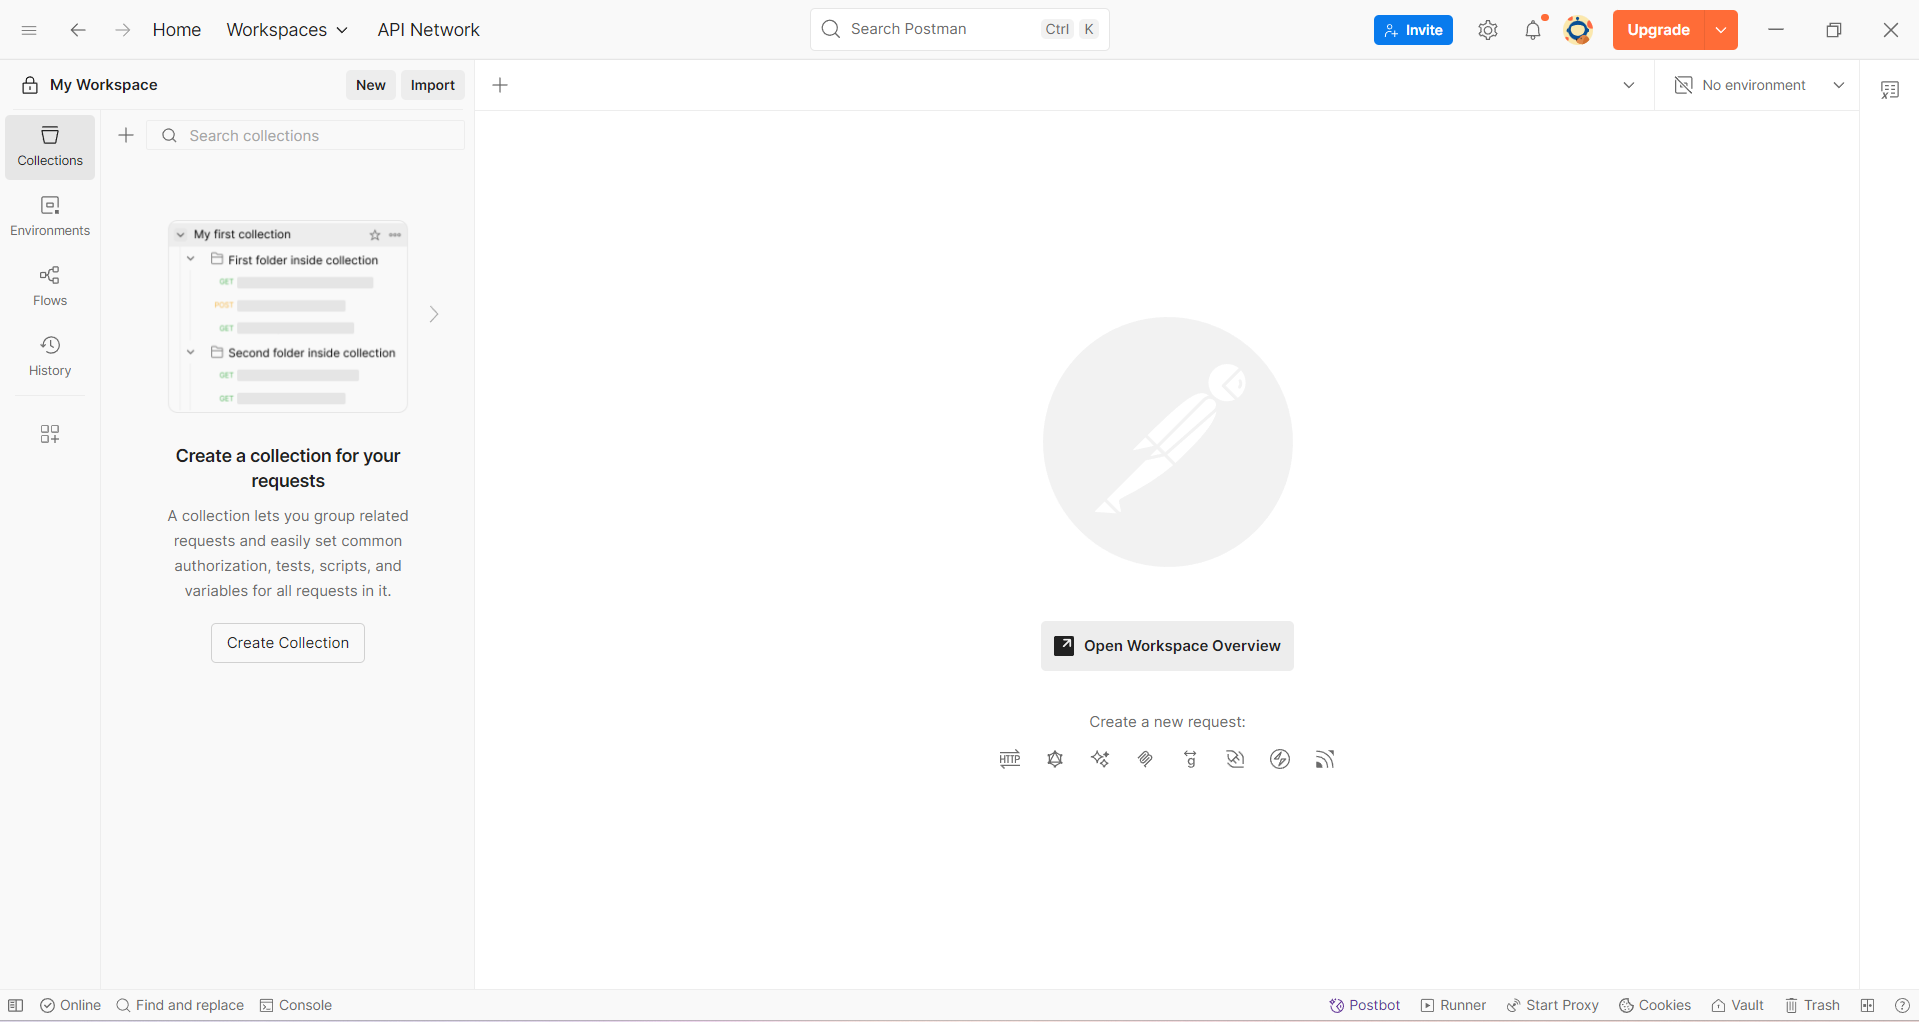 Home
Workspaces
API Network
Search Postman
Ctrl
K
Invite
Upgrade
My Workspace
New
Import
No environment
Collections
Search collections
Environments
Flows
History
My first collection
First folder inside collection
GET
POST
GET
Second folder inside collection
GET
GET
Create a collection for your
requests
A collection lets you group related
requests and easily set common
authorization, tests, scripts, and
variables for all requests in it.
Create Collection
Open Workspace Overview
Create a new request:
HTTP
g
Online
Find and replace
Console
Postbot
Runner
Start Proxy
Cookies
Vault
Trash